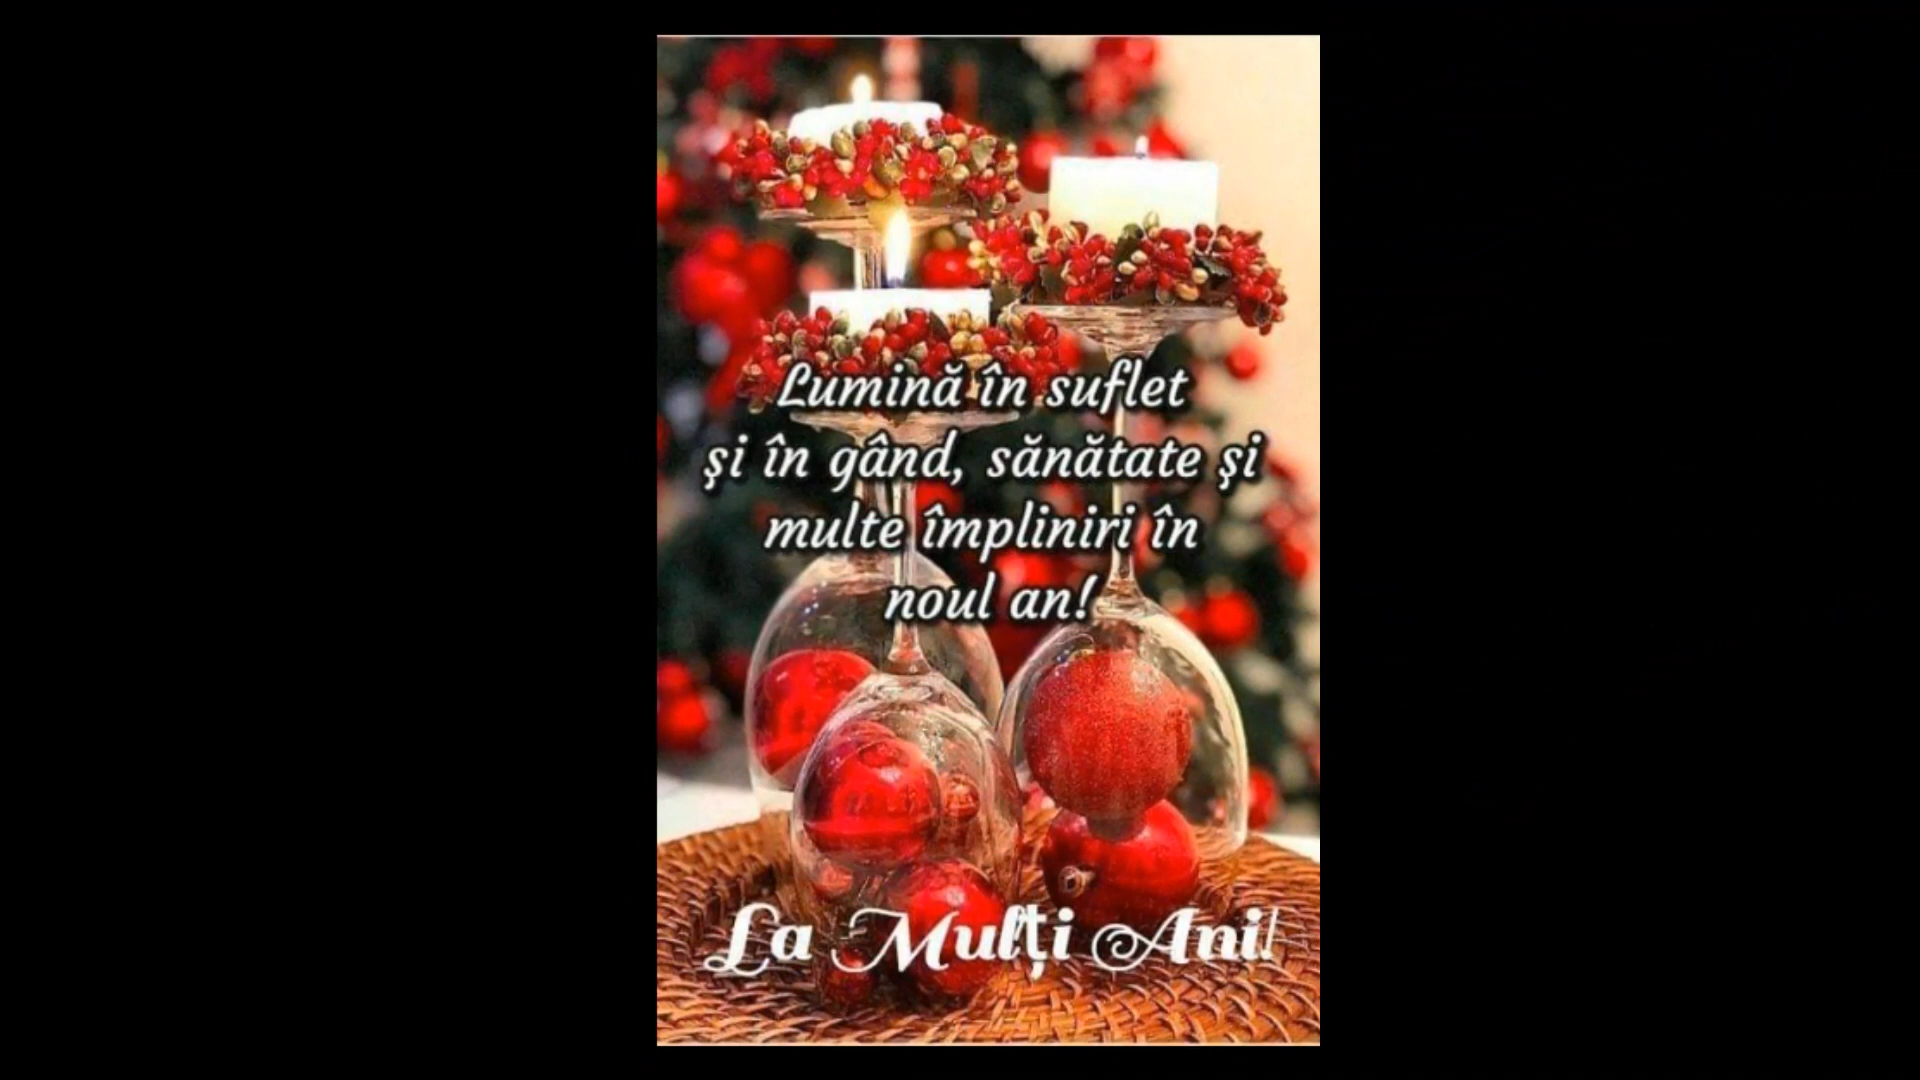 Lumină în suflet
şi în gând, sănătate şi
multe împliniri în
noul an!
La Mulți Ani!